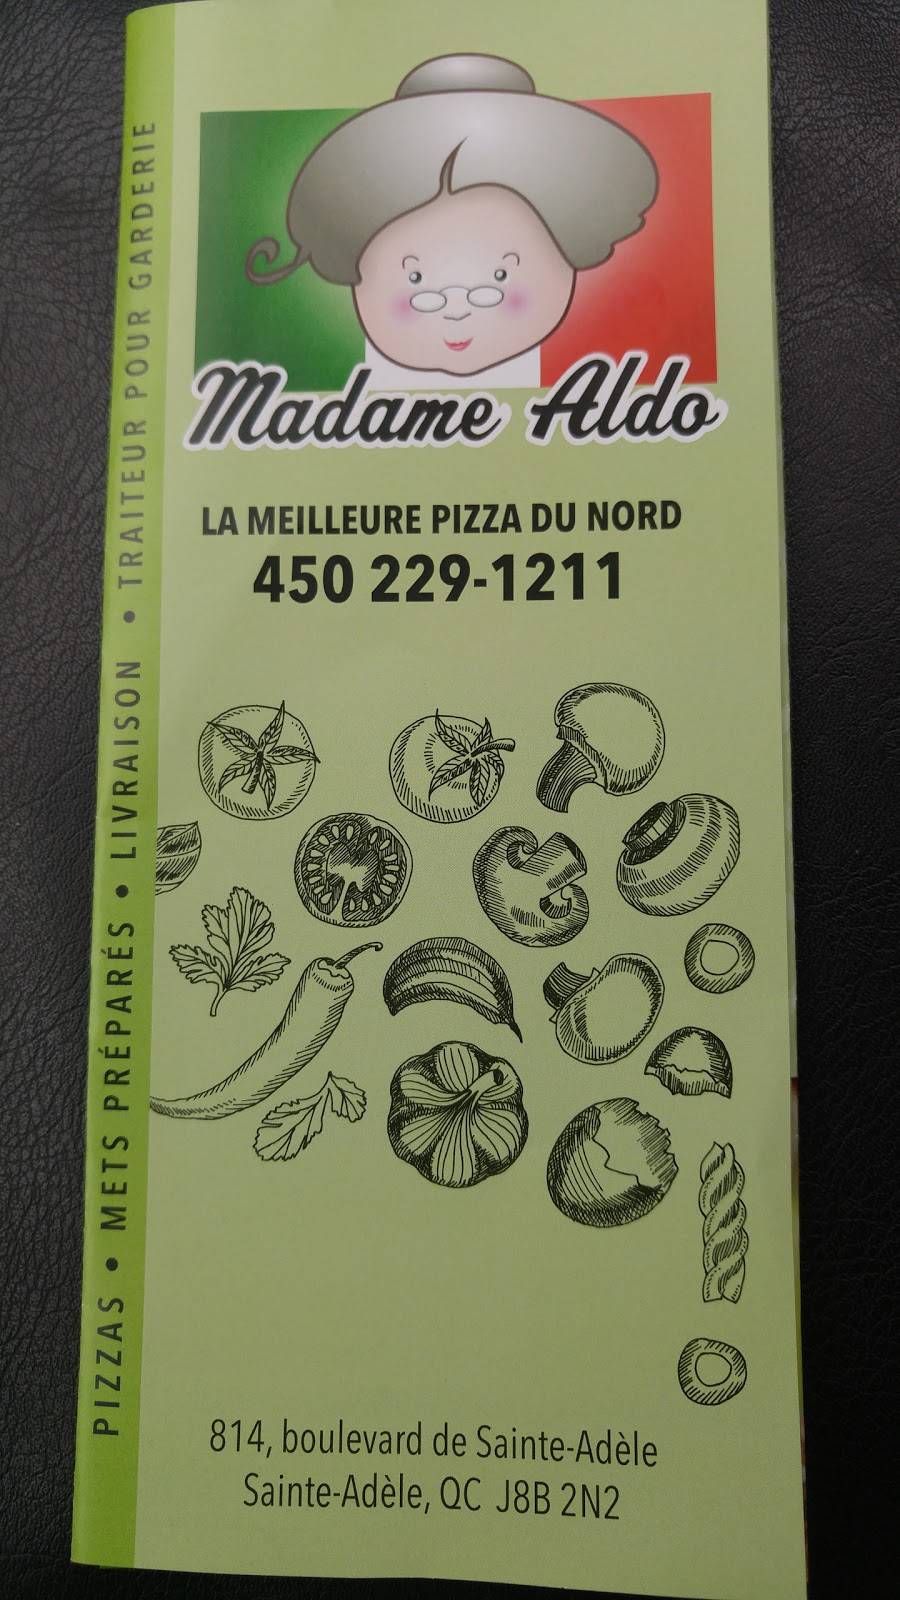 Madame Aldo
LA MEILLEURE PIZZA DU NORD
450 229-1211
PIZZAS • METS PRÉPARÉS • LIVRAISON • TRAITEUR POUR GARDERIE
814, boulevard de Sainte-Adèle
Sainte-Adèle, QC J8B 2N2